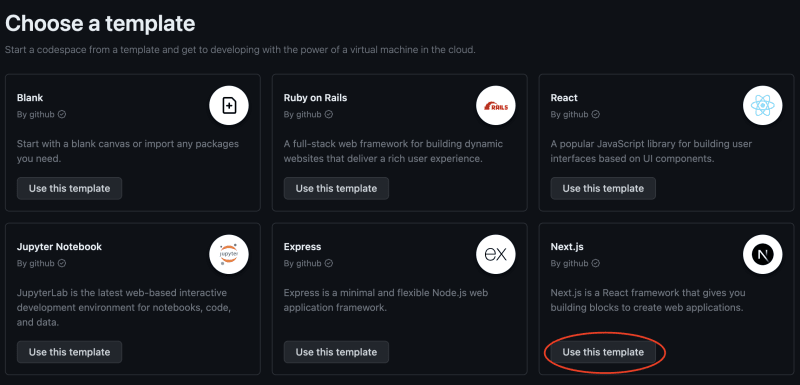 Choose a template
Start a codespace from a template and get to developing with the power of a virtual machine in the cloud.
Blank
By github
Start with a blank canvas or import any packages
you need.
Use this template
Ruby on Rails
By github
RAILS
A full-stack web framework for building dynamic
websites that deliver a rich user experience.
Use this template
React
By github
A popular JavaScript library for building user
interfaces based on UI components.
Use this template
Jupyter Notebook
By github
jupyter
JupyterLab is the latest web-based interactive
development environment for notebooks, code,
and data.
Use this template
Express
By github
ex
Express is a minimal and flexible Node.js web
application framework.
Use this template
Next.js
By github
N
Next.js is a React framework that gives you
building blocks to create web applications.
Use this template